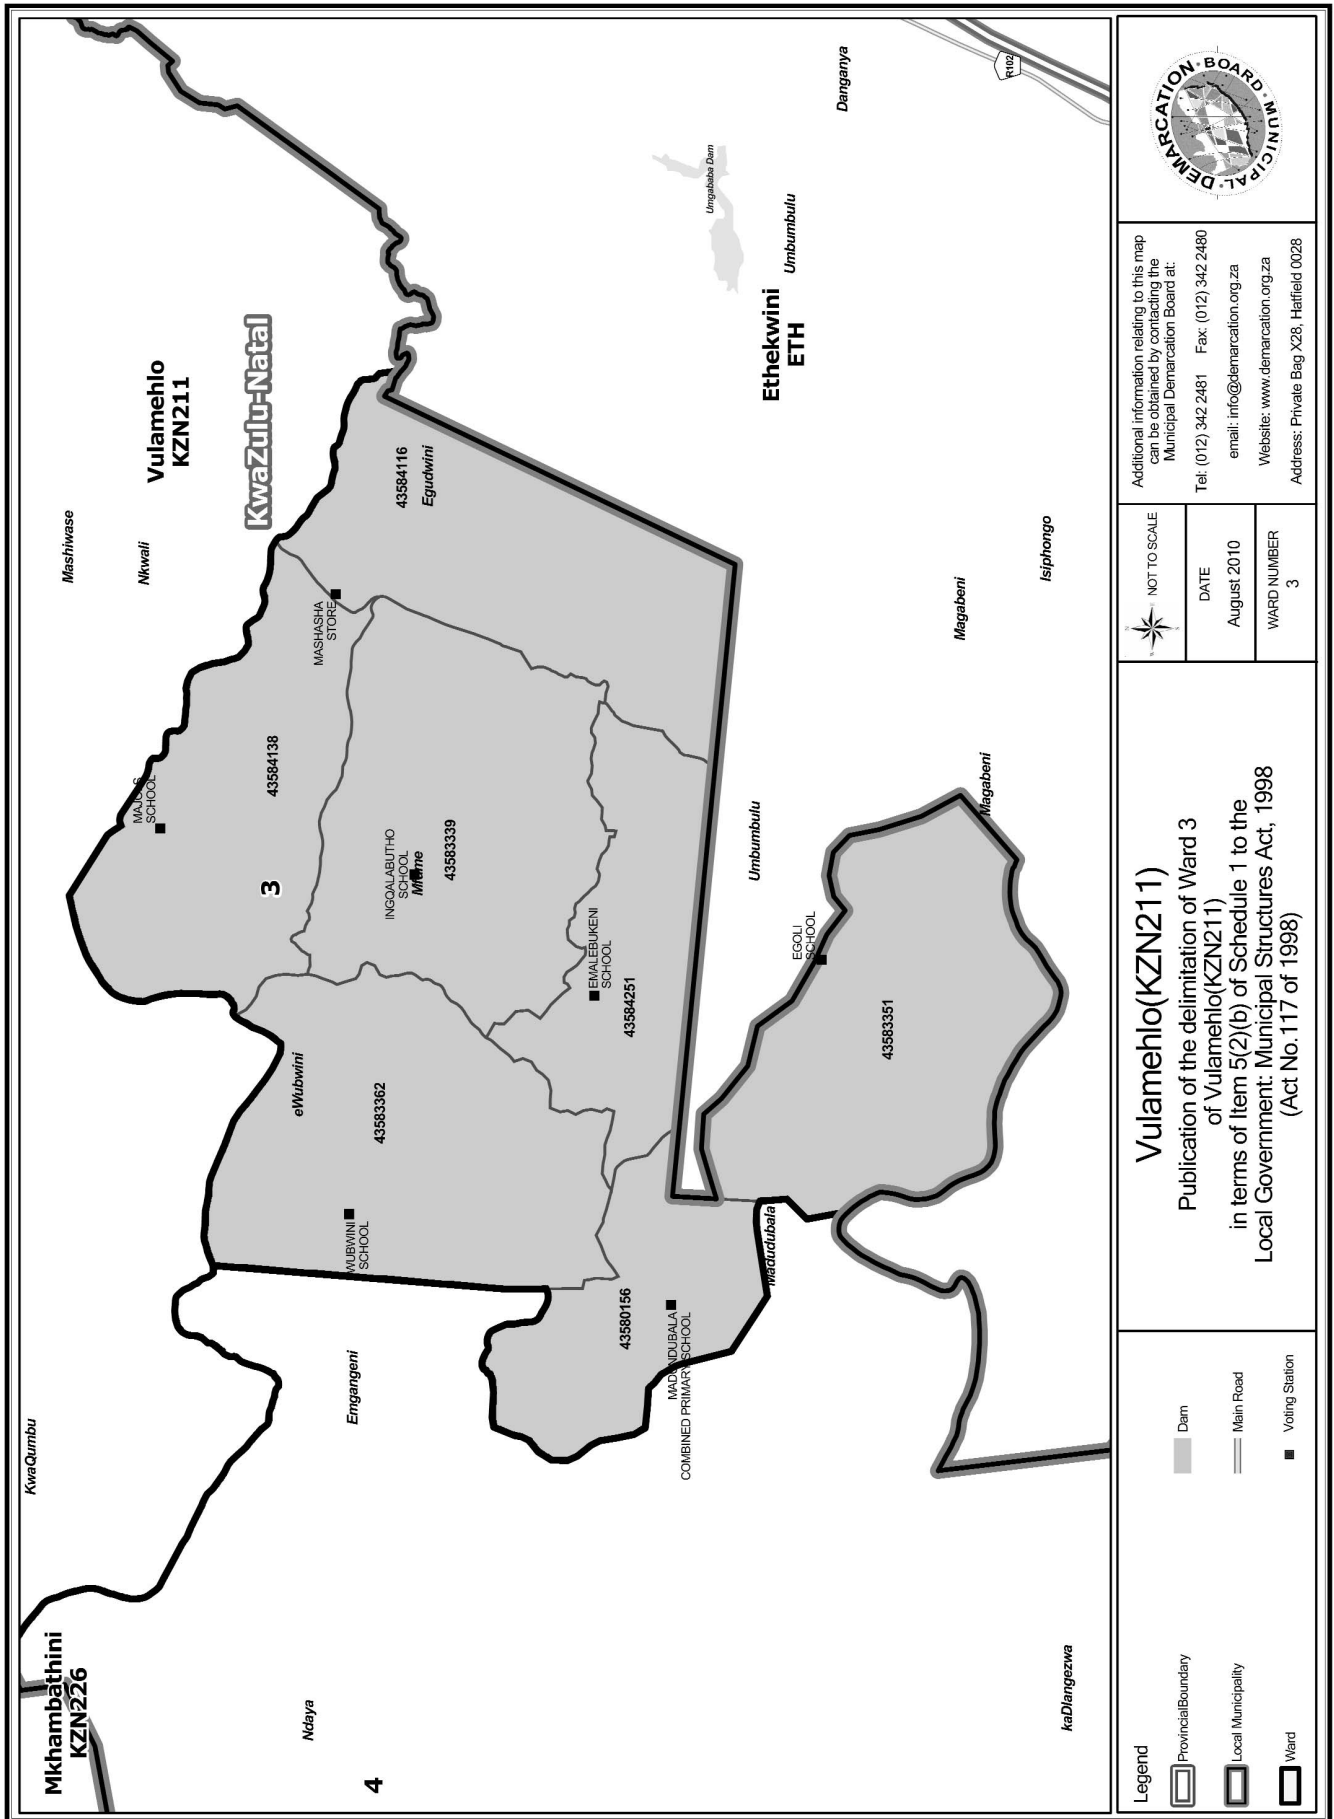 Mkhambathini
KZN226
KwaQumbu
Mashiwase
Nkwali
Vulamehlo
KZN211
KwaZulu-Natal
Ndaya
4
Emgangeni
eWubwini
WUBWINI
SCHOOL
43583362
SCHOOL
43584138
3
MASHASHA
STORE
43584116
Egudwini
INGQALABUTHO
SCHOOL
Mfume
43583339
EMALEBUKENI
SCHOOL
43584251
43580156
COMBINED PRIMARY SCHOOL
Madudubala
EGOLI
SCHOOL
43583351
Umbumbulu
Ethekwini
ETH
Umbumbulu
Umgababa Dam
Danganya
R102
Magabeni
Magabeni
Isiphongo
kaDlangezwa
Legend
ProvincialBoundary
Local Municipality
Ward
Dam
Main Road
Voting Station
Vulamehlo(KZN211)
Publication of the delimitation of Ward 3
of Vulamehlo(KZN211)
in terms of Item 5(2)(b) of Schedule 1 to the
Local Government: Municipal Structures Act, 1998
(Act No.117 of 1998)
N
NOT TO SCALE
DATE
August 2010
WARD NUMBER
3
Additional information relating to this map
can be obtained by contacting the
Municipal Demarcation Board at:
Tel: (012) 342 2481 Fax: (012) 342 2480
email: info@demarcation.org.za
Website: www.demarcation.org.za
Address: Private Bag X28, Hatfield 0028
MUNICIPAL DEMARCATION BOARD